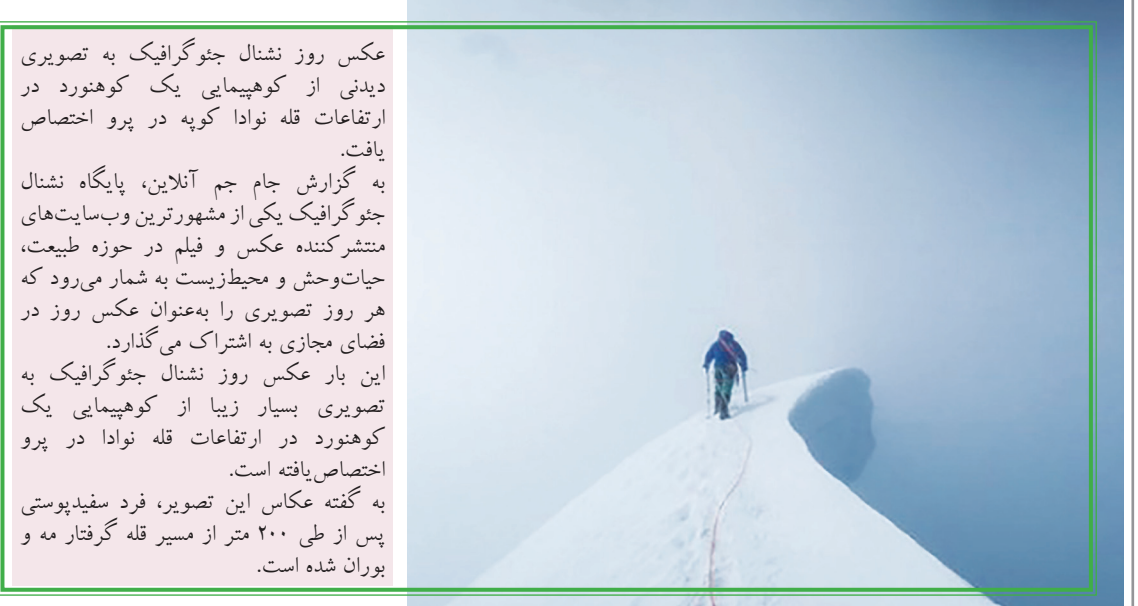 عکس روز نشنال جئوگرافیک به تصویری
دیدنی از کوهپیمایی یک کوهنورد در
ارتفاعات قله نوادا کوپه در پرو اختصاص
یافت.
به گزارش جام جم آنلاین، پایگاه نشنال
جئوگرافیک یکی از مشهورترین وب‌سایت‌های
منتشرکننده عکس و فیلم در حوزه طبیعت،
حیات‌وحش و محیط‌زیست به شمار می‌رود که
هر روز تصویری را به‌عنوان عکس روز در
فضای مجازی به اشتراک می‌گذارد.
این بار عکس روز نشنال جئوگرافیک به
تصویری بسیار زیبا از کوهپیمایی یک
کوهنورد در ارتفاعات قله نوادا در پرو
اختصاص‌یافته است.
به گفته عکاس این تصویر، فرد سفیدپوستی
پس از طی ۲۰۰ متر از مسیر قله گرفتار مه و
بوران شده است.